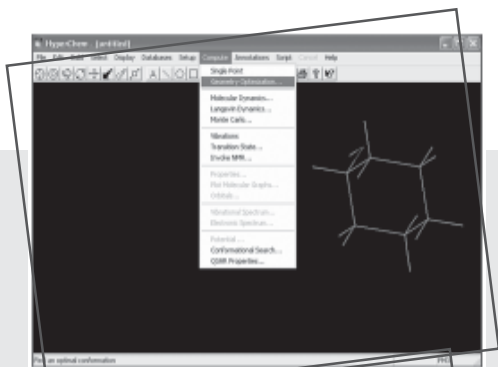 HyperChem - [untitled]
File Edit Build Select Display Databases Setup Compute Annotations Script Cancel Help
Single Point
Geometry Optimization...
Molecular Dynamics...
Langevin Dynamics...
Monte Carlo...
Vibrations
Transition State...
Invoke NMR...
Properties...
Plot Molecular Graphs...
Orbitals...
Vibrational Spectrum...
Electronic Spectrum...
Potential...
Conformational Search...
QSAR Properties...
an optimal conformation